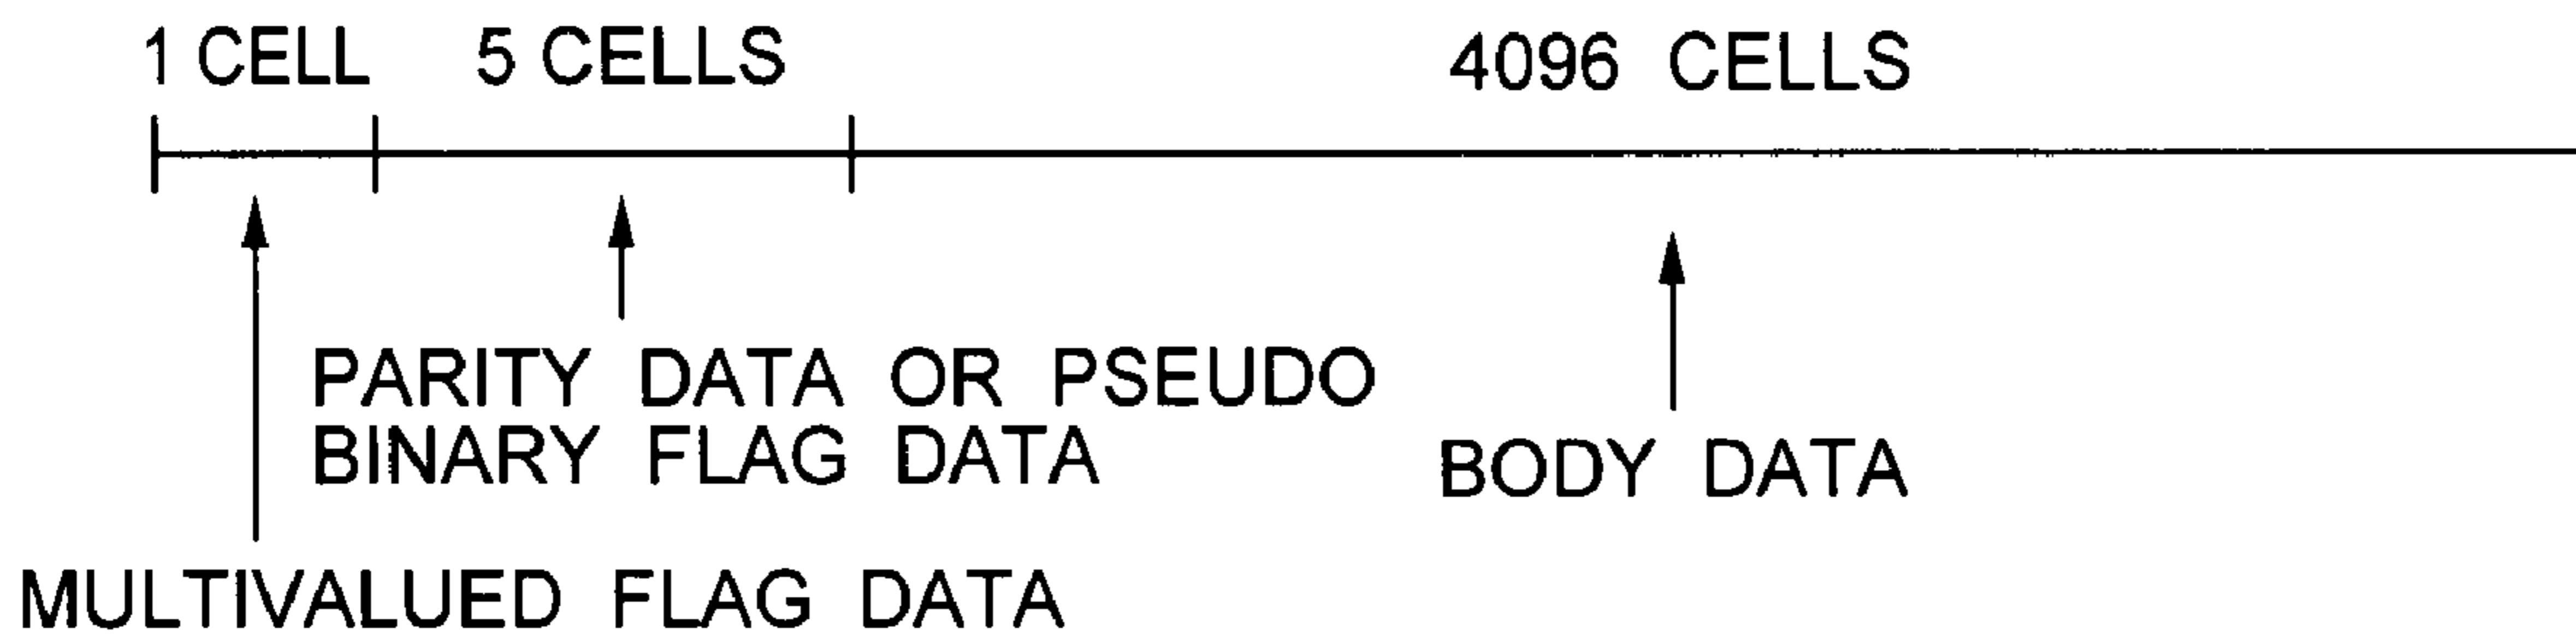 1 CELL 5 CELLS 4096 CELLS
PARITY DATA OR PSEUDO
BINARY FLAG DATA
BODY DATA
MULTIVALUED FLAG DATA